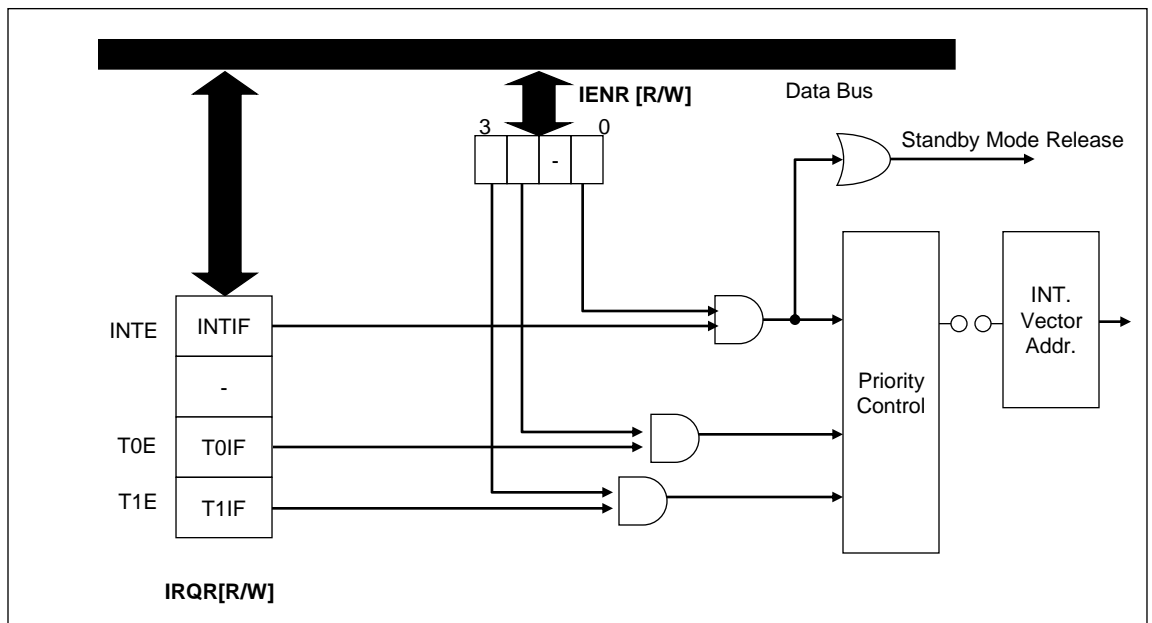 IENR [R/W]
Data Bus
3
0
-
Standby Mode Release
INTE
INTIF
-
T0E
T0IF
T1E
T1IF
Priority
Control
INT.
Vector
Addr.
IRQR[R/W]